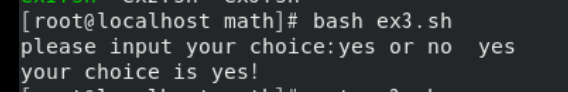 [root@localhost math]# bash ex3.sh
please input your choice:yes or no  yes
your choice is yes!